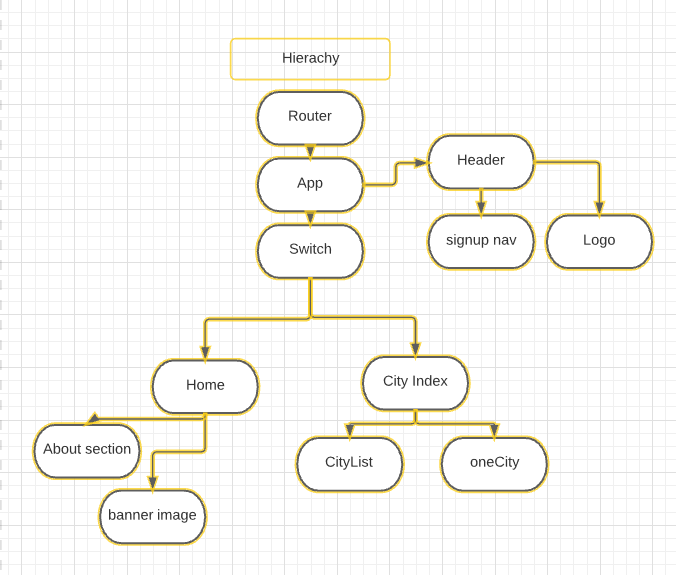 Hierachy
Router
App
Header
Switch
signup nav
Logo
Home
City Index
About section
CityList
oneCity
banner image